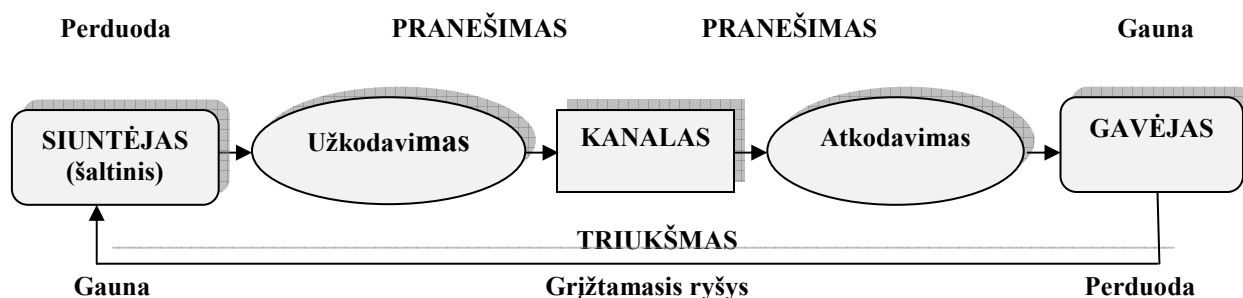 Perduoda PRANEŠIMAS PRANEŠIMAS Gauna
SIUNTĖJAS
(šaltinis)
Užkodavimas
KANALAS
Atkodavimas
GAVĖJAS
TRIUKŠMAS
Gauna Grįžtamasis ryšys Perduoda